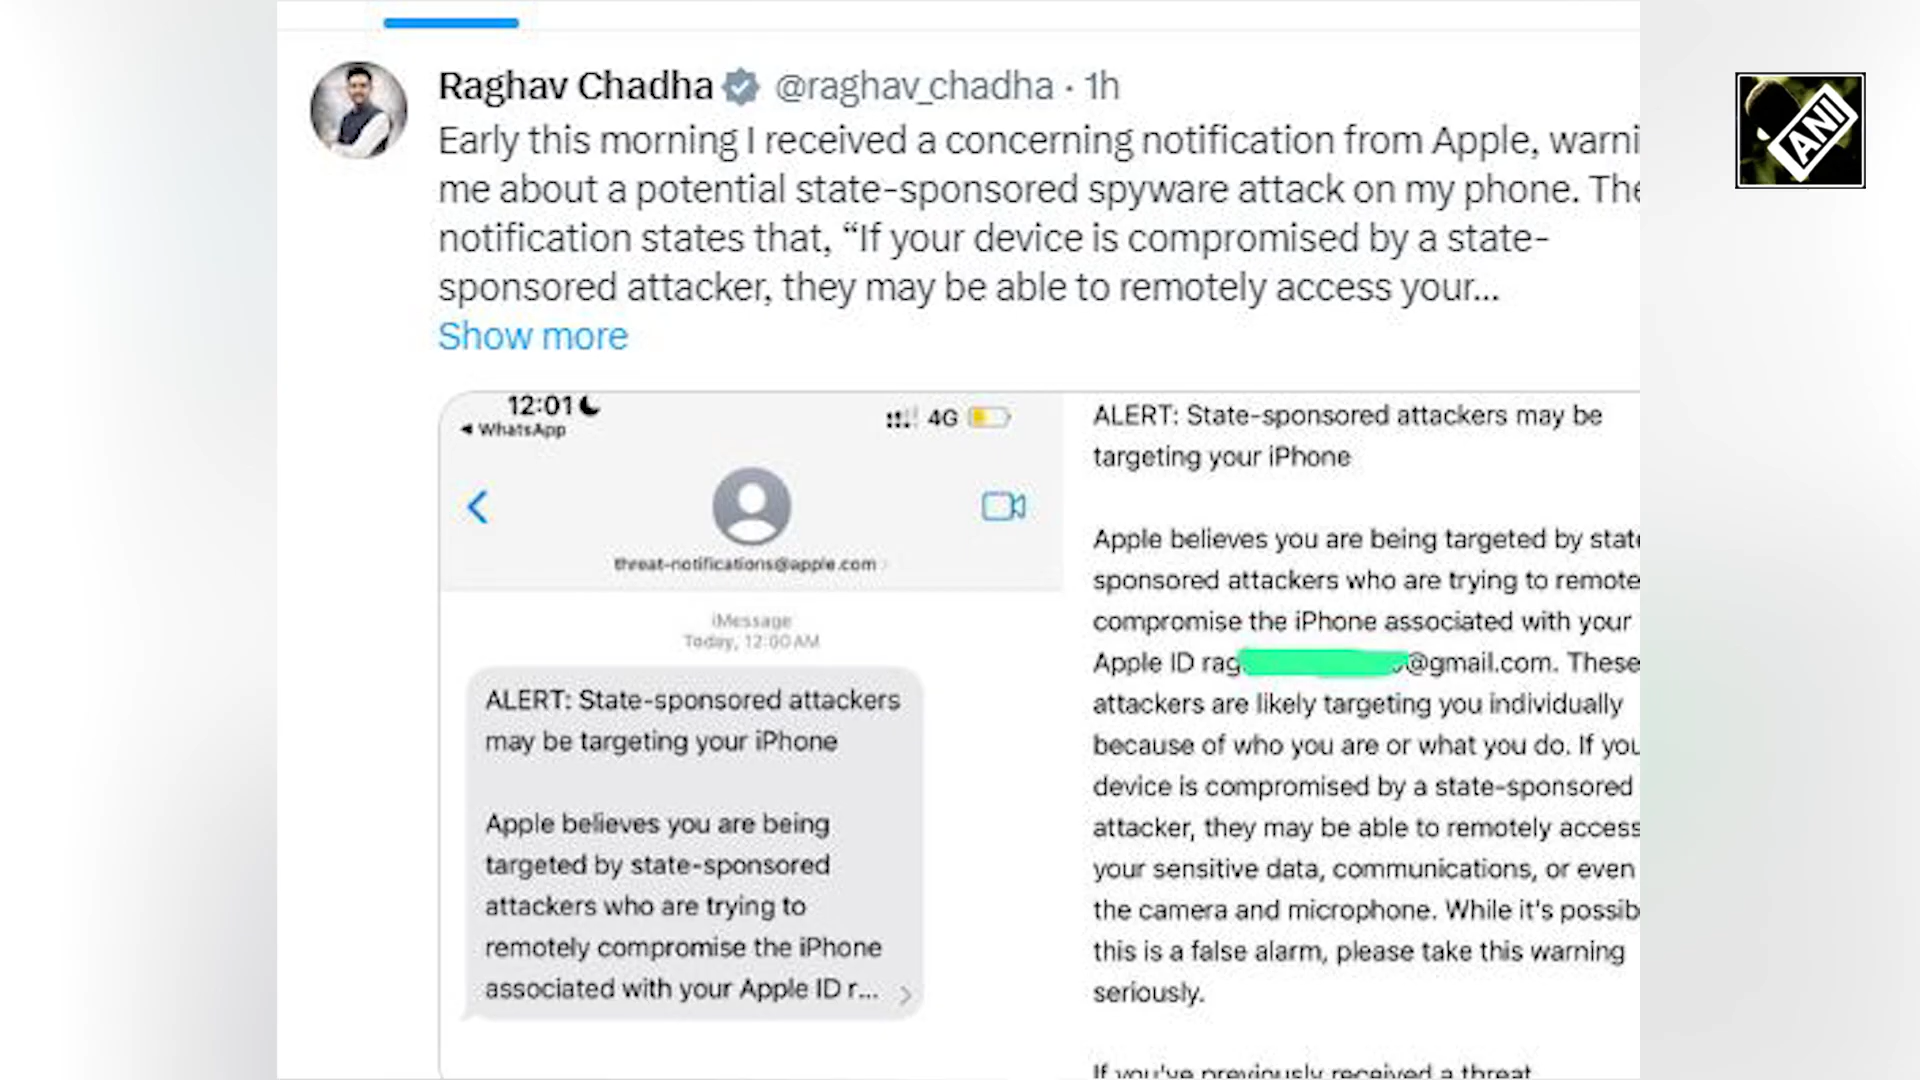 Raghav Chadha @raghav_chadha · 1h
Early this morning I received a concerning notification from Apple, warni
me about a potential state-sponsored spyware attack on my phone. The
notification states that, “If your device is compromised by a state-
sponsored attacker, they may be able to remotely access your...
Show more
12:01
WhatsApp
4G
threat-notifications@apple.com
iMessage
Today, 12:00 AM
ALERT: State-sponsored attackers
may be targeting your iPhone
Apple believes you are being
targeted by state-sponsored
attackers who are trying to
remotely compromise the iPhone
associated with your Apple ID r...
ALERT: State-sponsored attackers may be
targeting your iPhone
Apple believes you are being targeted by state
sponsored attackers who are trying to remote
compromise the iPhone associated with your
Apple ID rag @gmail.com. These
attackers are likely targeting you individually
because of who you are or what you do. If you
device is compromised by a state-sponsored
attacker, they may be able to remotely access
your sensitive data, communications, or even
the camera and microphone. While it's possib
this is a false alarm, please take this warning
seriously.
If you've previously received a threat
ANI